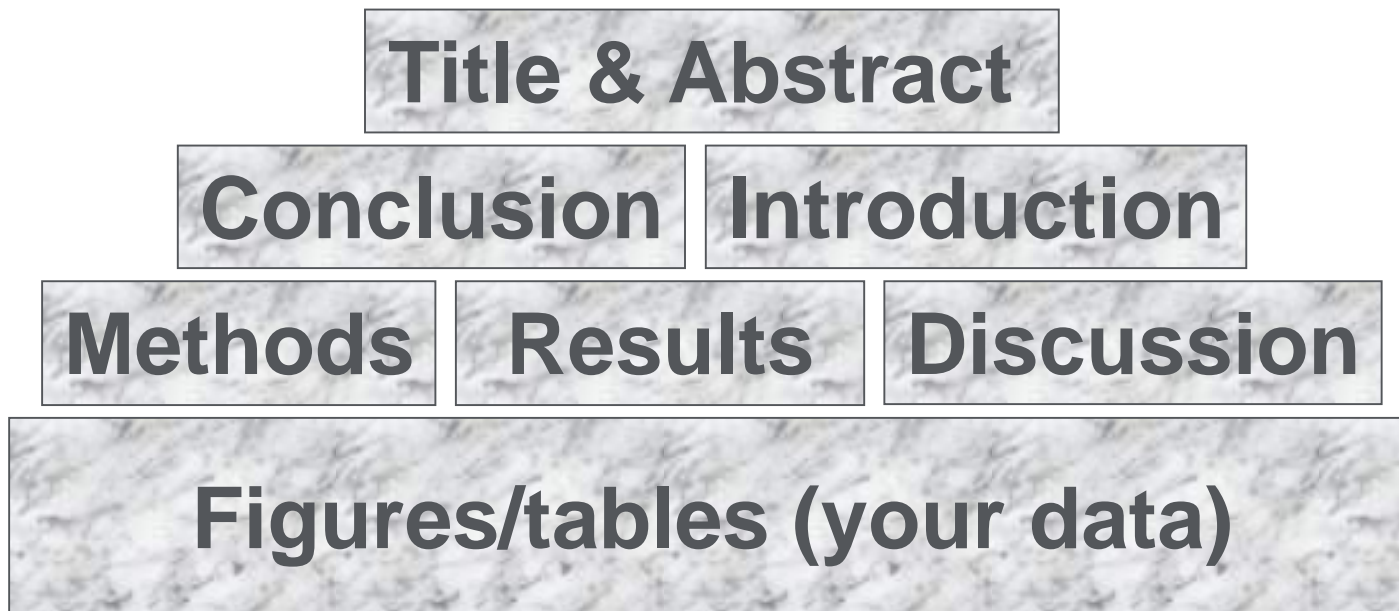 Title & Abstract
Conclusion Introduction
Methods Results Discussion
Figures/tables (your data)